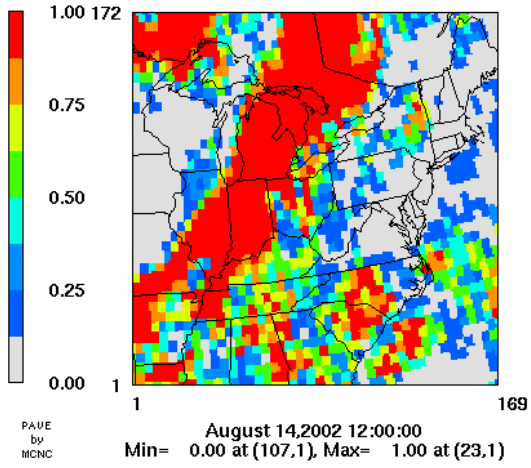 1.00 172
0.75
0.50
0.25
0.00 1
1 169
PAVE
by
MCNC
August 14,2002 12:00:00
Min= 0.00 at (107,1), Max= 1.00 at (23,1)